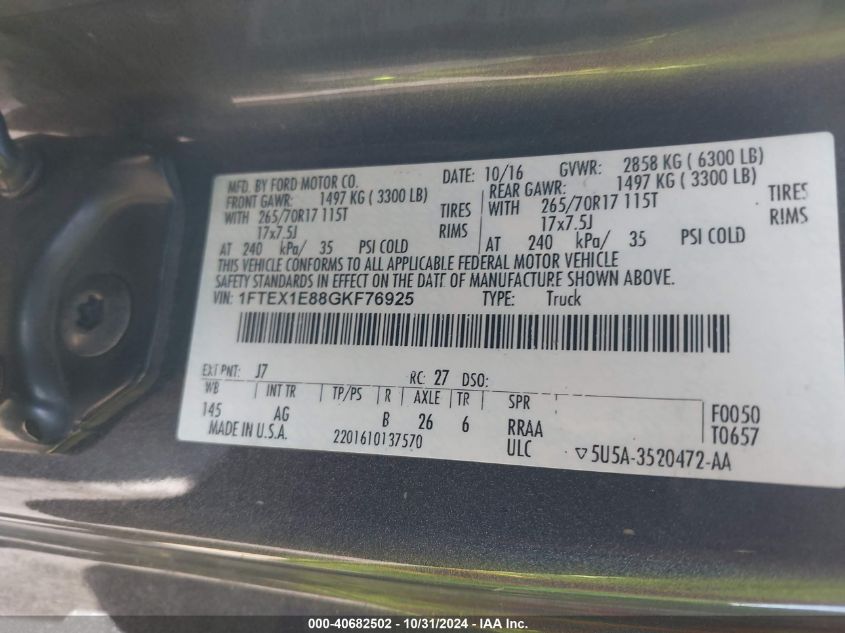 MFD. BY FORD MOTOR CO. DATE: 10/16 GVWR: 2858 KG ( 6300 LB)
FRONT GAWR: 1497 KG ( 3300 LB) REAR GAWR: 1497 KG ( 3300 LB)
WITH 265/70R17 115T TIRES WITH 265/70R17 115T TIRES
17x7.5J RIMS 17x7.5J RIMS
AT 240 kPa/ 35 PSI COLD AT 240 kPa/ 35 PSI COLD
THIS VEHICLE CONFORMS TO ALL APPLICABLE FEDERAL MOTOR VEHICLE
SAFETY STANDARDS IN EFFECT ON THE DATE OF MANUFACTURE SHOWN ABOVE.
VIN: 1FTEX1E88GKF76925 TYPE: Truck
EXT PNT: J7 RC: 27 DSO:
WB INT TR TP/PS R AXLE TR SPR
145 AG B 26 6 RRAA F0050
MADE IN U.S.A. 2201610137570 ULC T0657
▽5U5A-3520472-AA
000-40682502 - 10/31/2024 - IAA Inc.